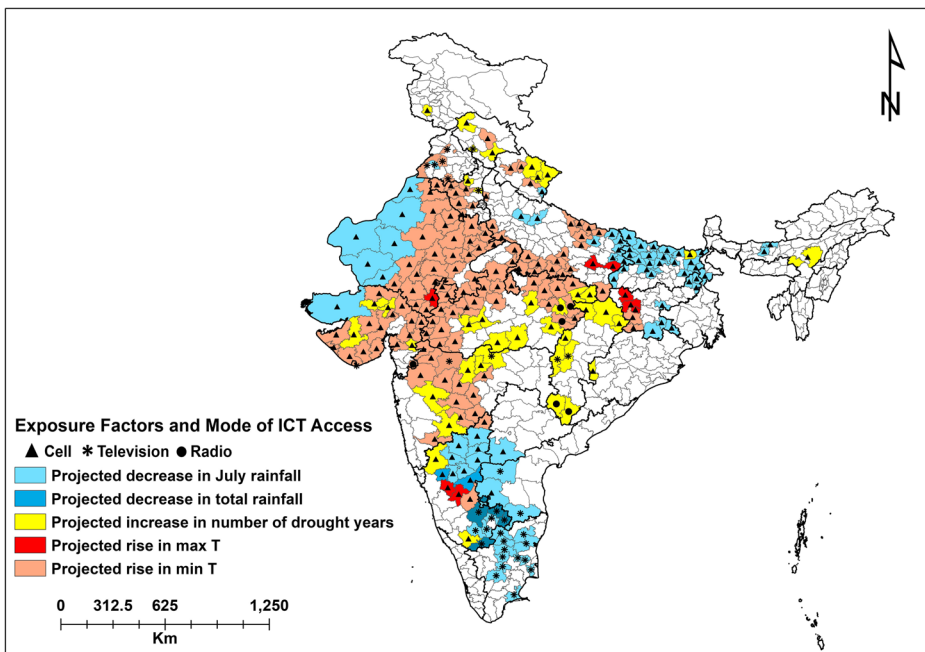 N
Exposure Factors and Mode of ICT Access
Cell Television Radio
Projected decrease in July rainfall
Projected decrease in total rainfall
Projected increase in number of drought years
Projected rise in max T
Projected rise in min T
0 312.5 625 1,250
Km